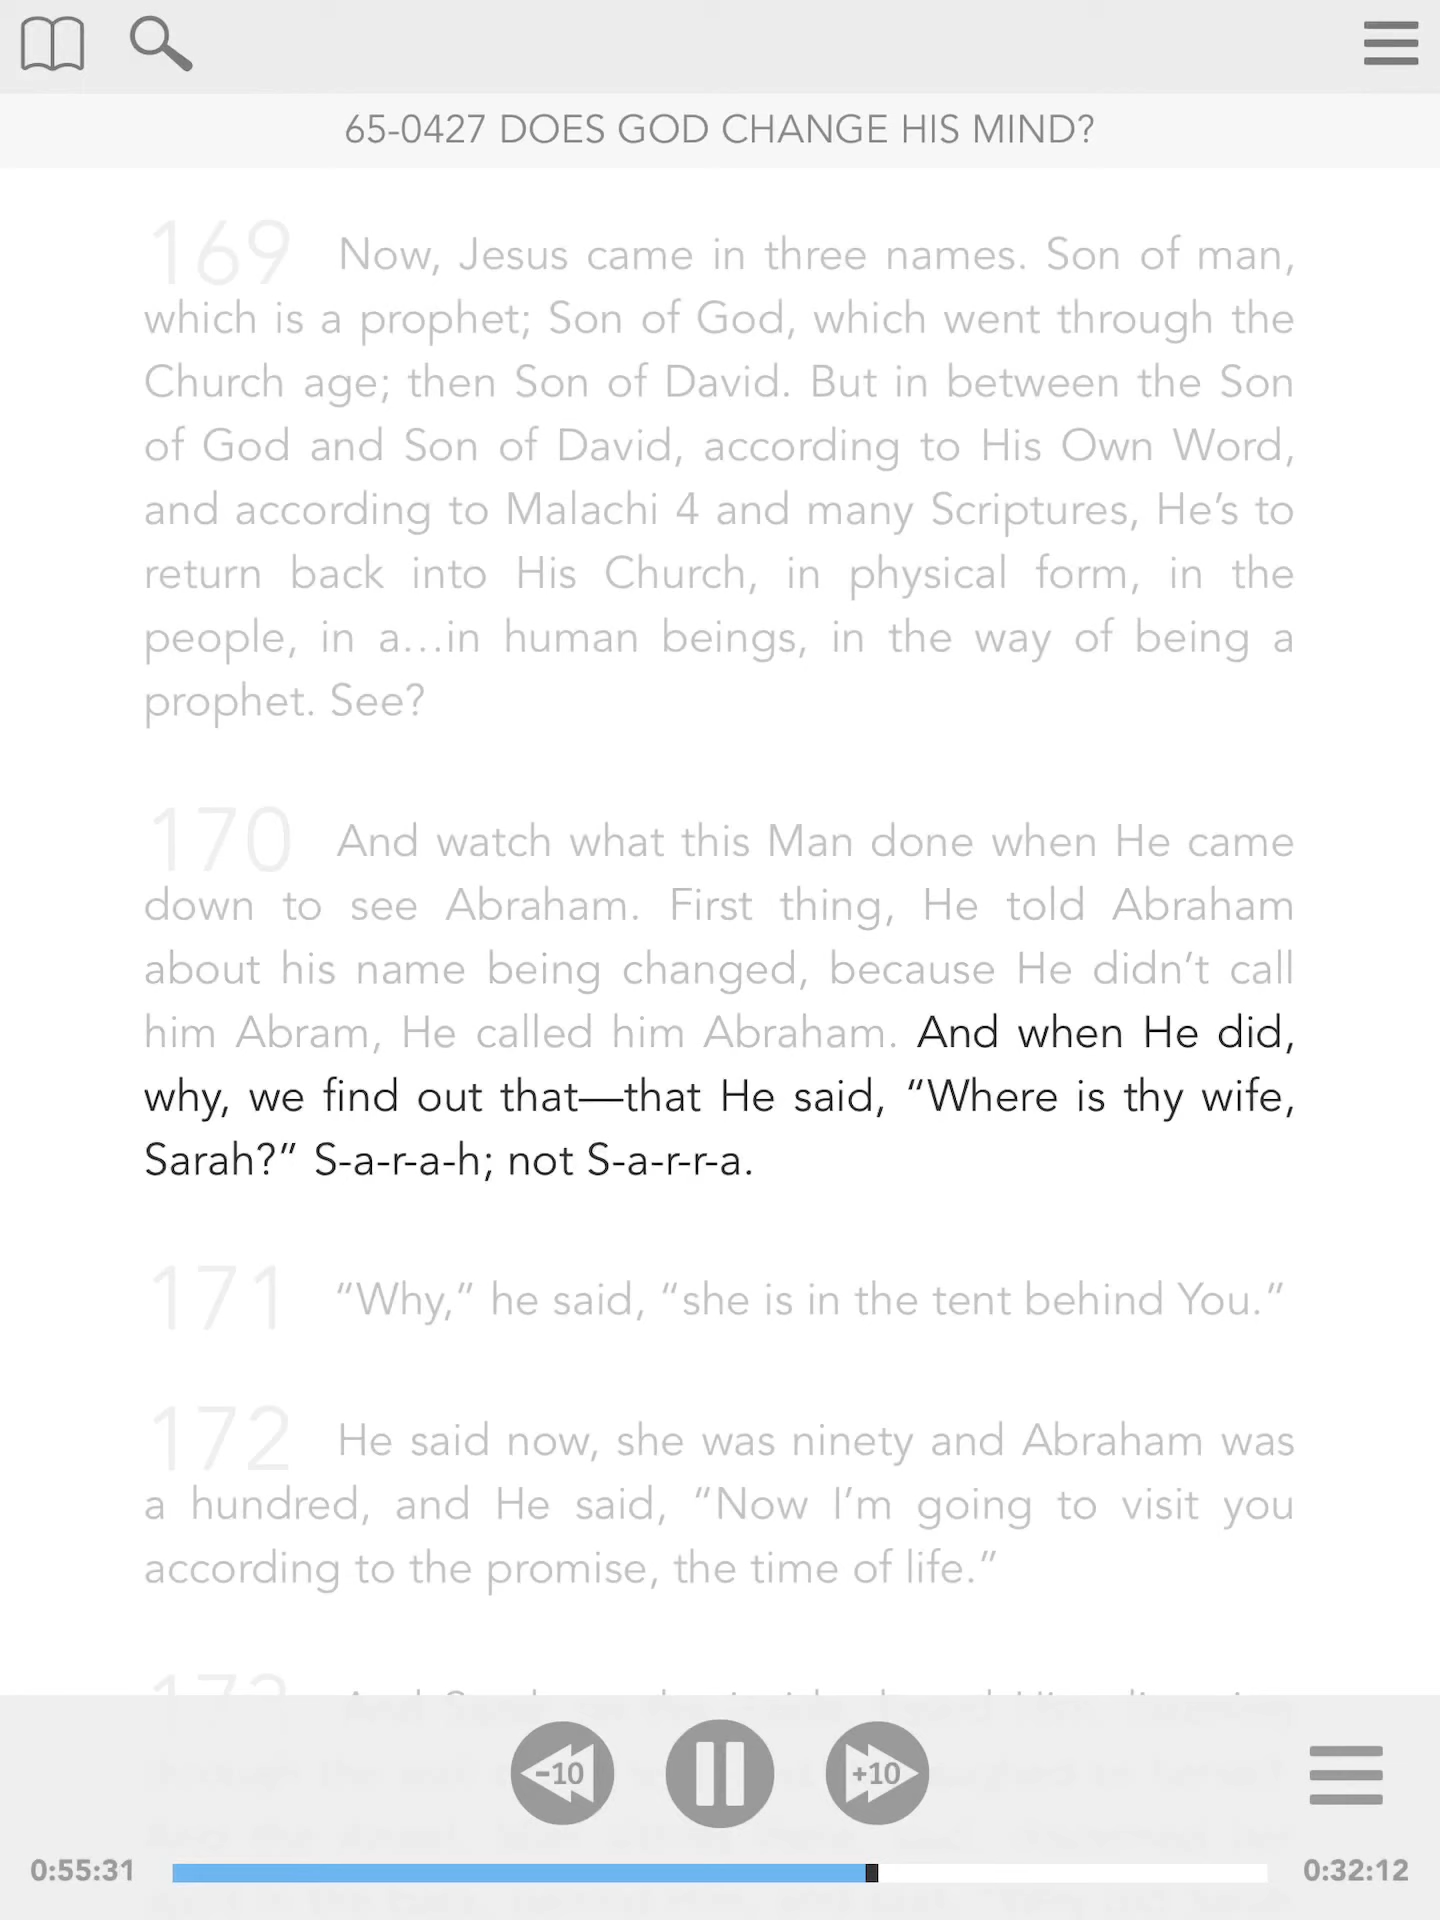 65-0427 DOES GOD CHANGE HIS MIND?
169 Now, Jesus came in three names. Son of man,
which is a prophet; Son of God, which went through the
Church age; then Son of David. But in between the Son
of God and Son of David, according to His Own Word,
and according to Malachi 4 and many Scriptures, He’s to
return back into His Church, in physical form, in the
people, in a…in human beings, in the way of being a
prophet. See?
170 And watch what this Man done when He came
down to see Abraham. First thing, He told Abraham
about his name being changed, because He didn’t call
him Abram, He called him Abraham. And when He did,
why, we find out that—that He said, “Where is thy wife,
Sarah?” S-a-r-a-h; not S-a-r-r-a.
171 “Why,” he said, “she is in the tent behind You.”
172 He said now, she was ninety and Abraham was
a hundred, and He said, “Now I’m going to visit you
according to the promise, the time of life.”
173
-10 +10
0:55:31 0:32:12